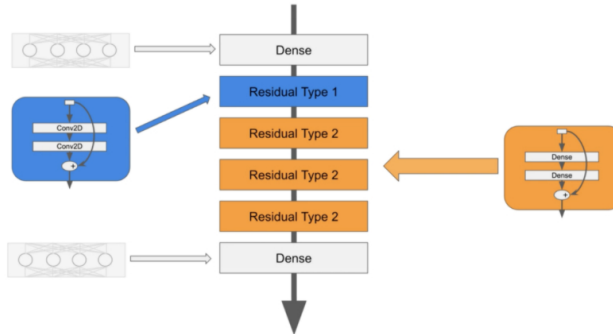 Dense
Residual Type 1
Conv2D
Conv2D
+
Residual Type 2
Residual Type 2
Residual Type 2
Dense
Dense
+
Dense